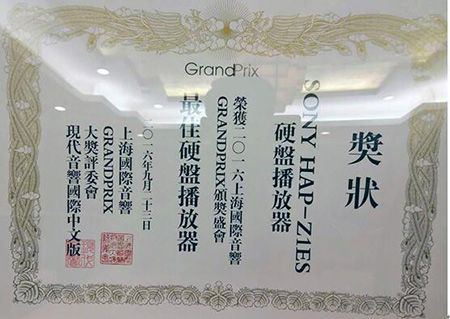 GrandPrix
獎狀
SONY HAP-Z1ES
硬盤播放器
榮獲二〇一六上海國際音響
GRANDPRIX頒獎盛會
最佳硬盤播放器
二〇一六年九月二十三日
上海國際音響
GRANDPRIX
大獎評委會
現代音響國際中文版